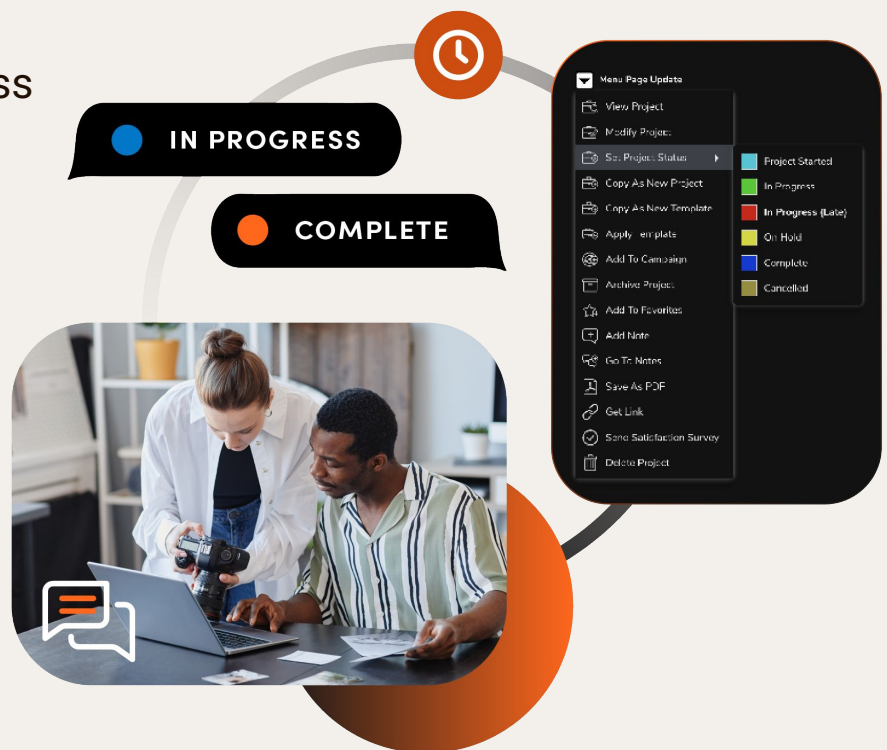 ss
IN PROGRESS
COMPLETE
Menu Page Update
View Project
Modify Project
Set Project Status
Copy As New Project
Copy As New Template
Apply Template
Add To Campaign
Archive Project
Add To Favorites
Add Note
Go To Notes
Save As PDF
Get Link
Send Satisfaction Survey
Delete Project
Project Started
In Progress
In Progress (Late)
On Hold
Complete
Cancelled